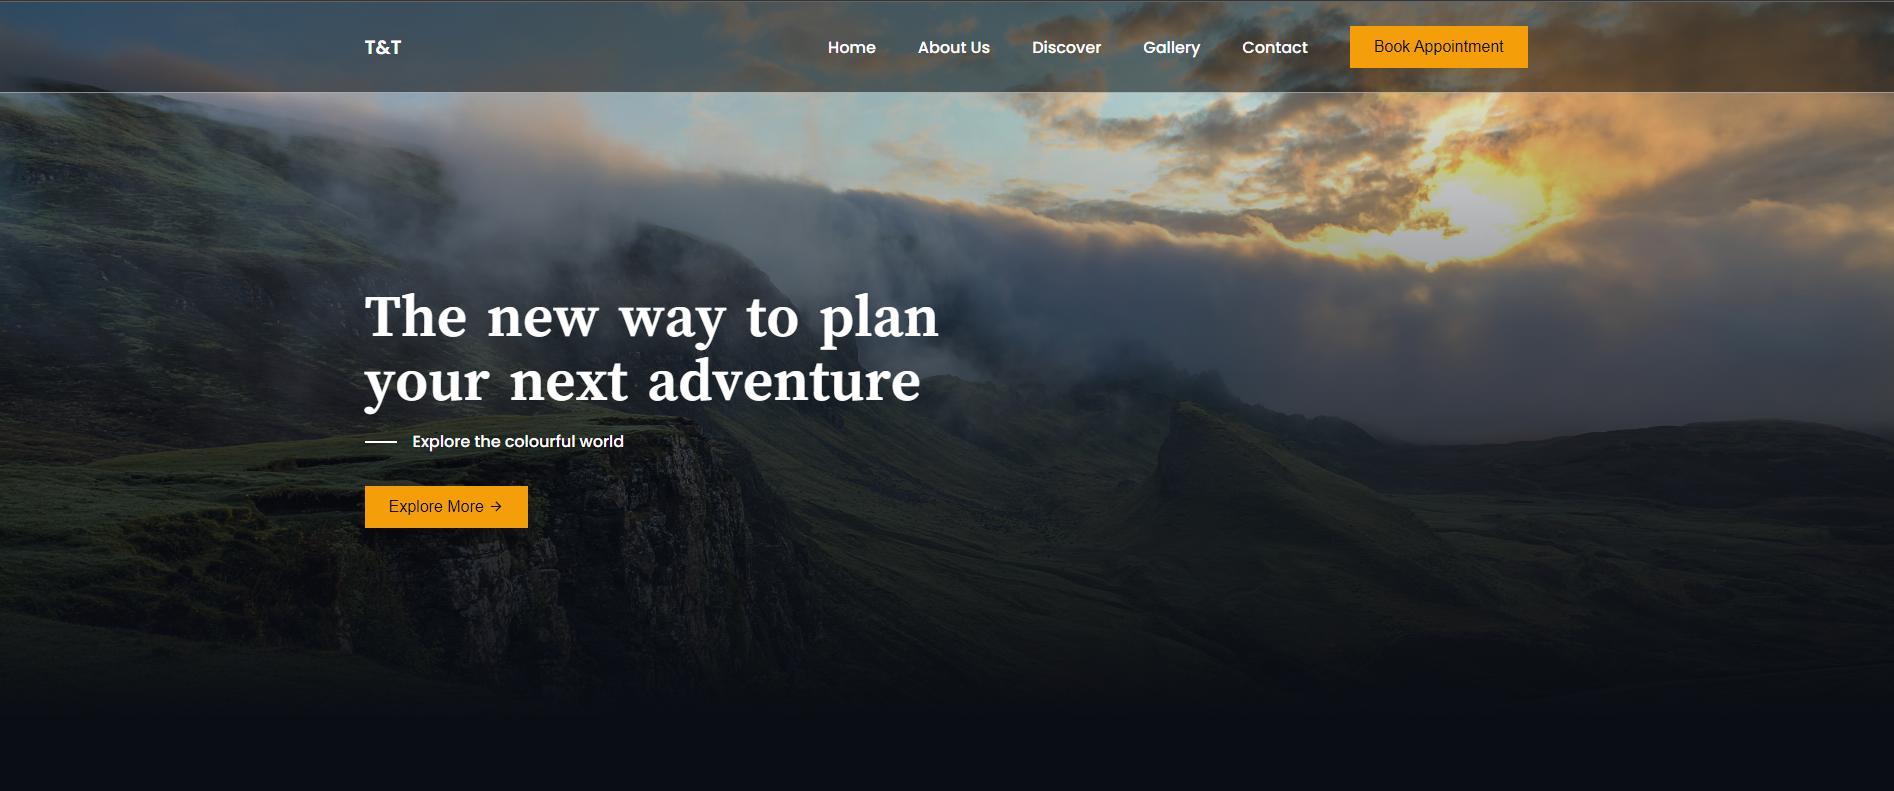 T&T
Home About Us Discover Gallery Contact Book Appointment
The new way to plan
your next adventure
Explore the colourful world
Explore More →